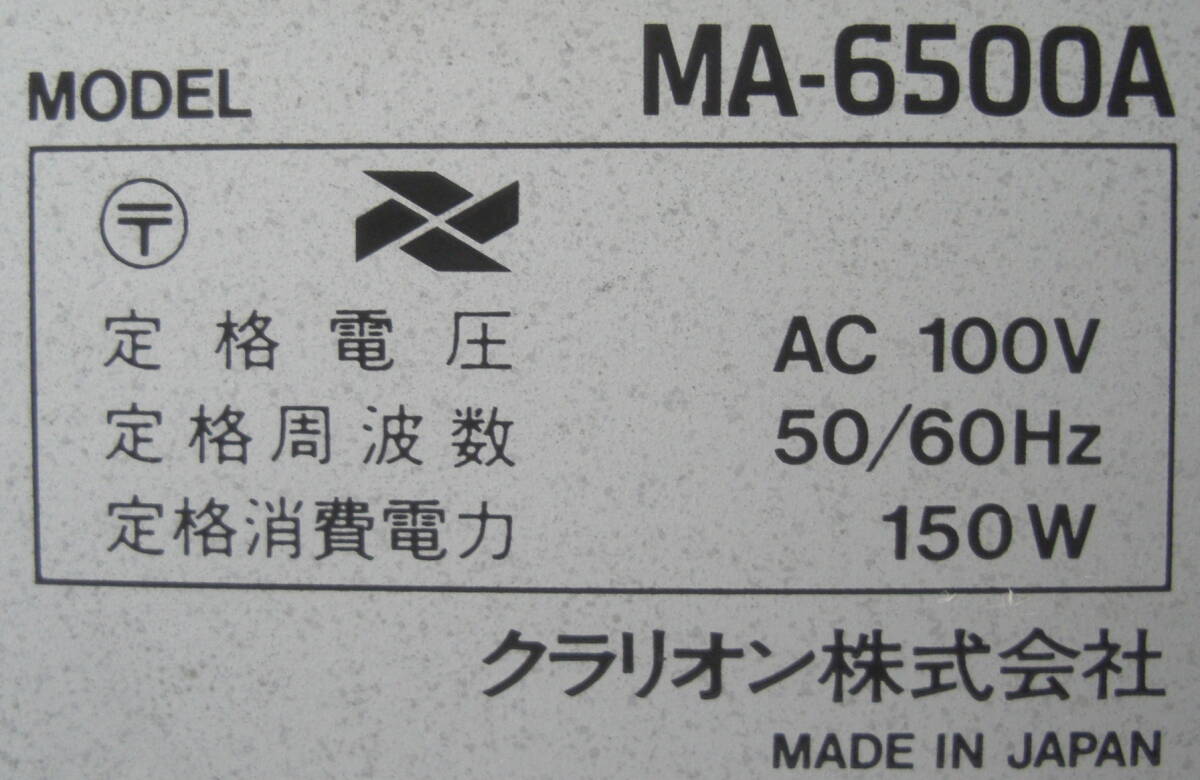 MODEL MA-6500A
〒
定格電圧 AC 100V
定格周波数 50/60Hz
定格消費電力 150W
クラリオン株式会社
MADE IN JAPAN